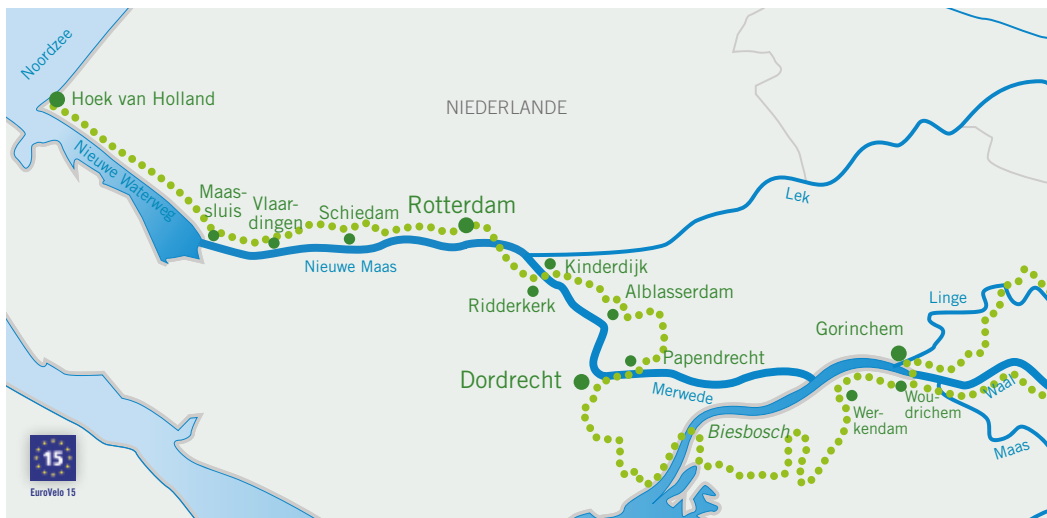 Noordzee
Hoek van Holland
NIEDERLANDE
Nieuwe Waterweg
Maas-
sluis
Vlaar-
dingen
Schiedam
Rotterdam
Lek
Nieuwe Maas
Kinderdijk
Ridderkerk
Alblasserdam
Linge
Gorinchem
Papendrecht
Dordrecht
Merwede
Waal
Wer-
kendam
Wou-
drichem
Biesbosch
Maas
15
EuroVelo 15